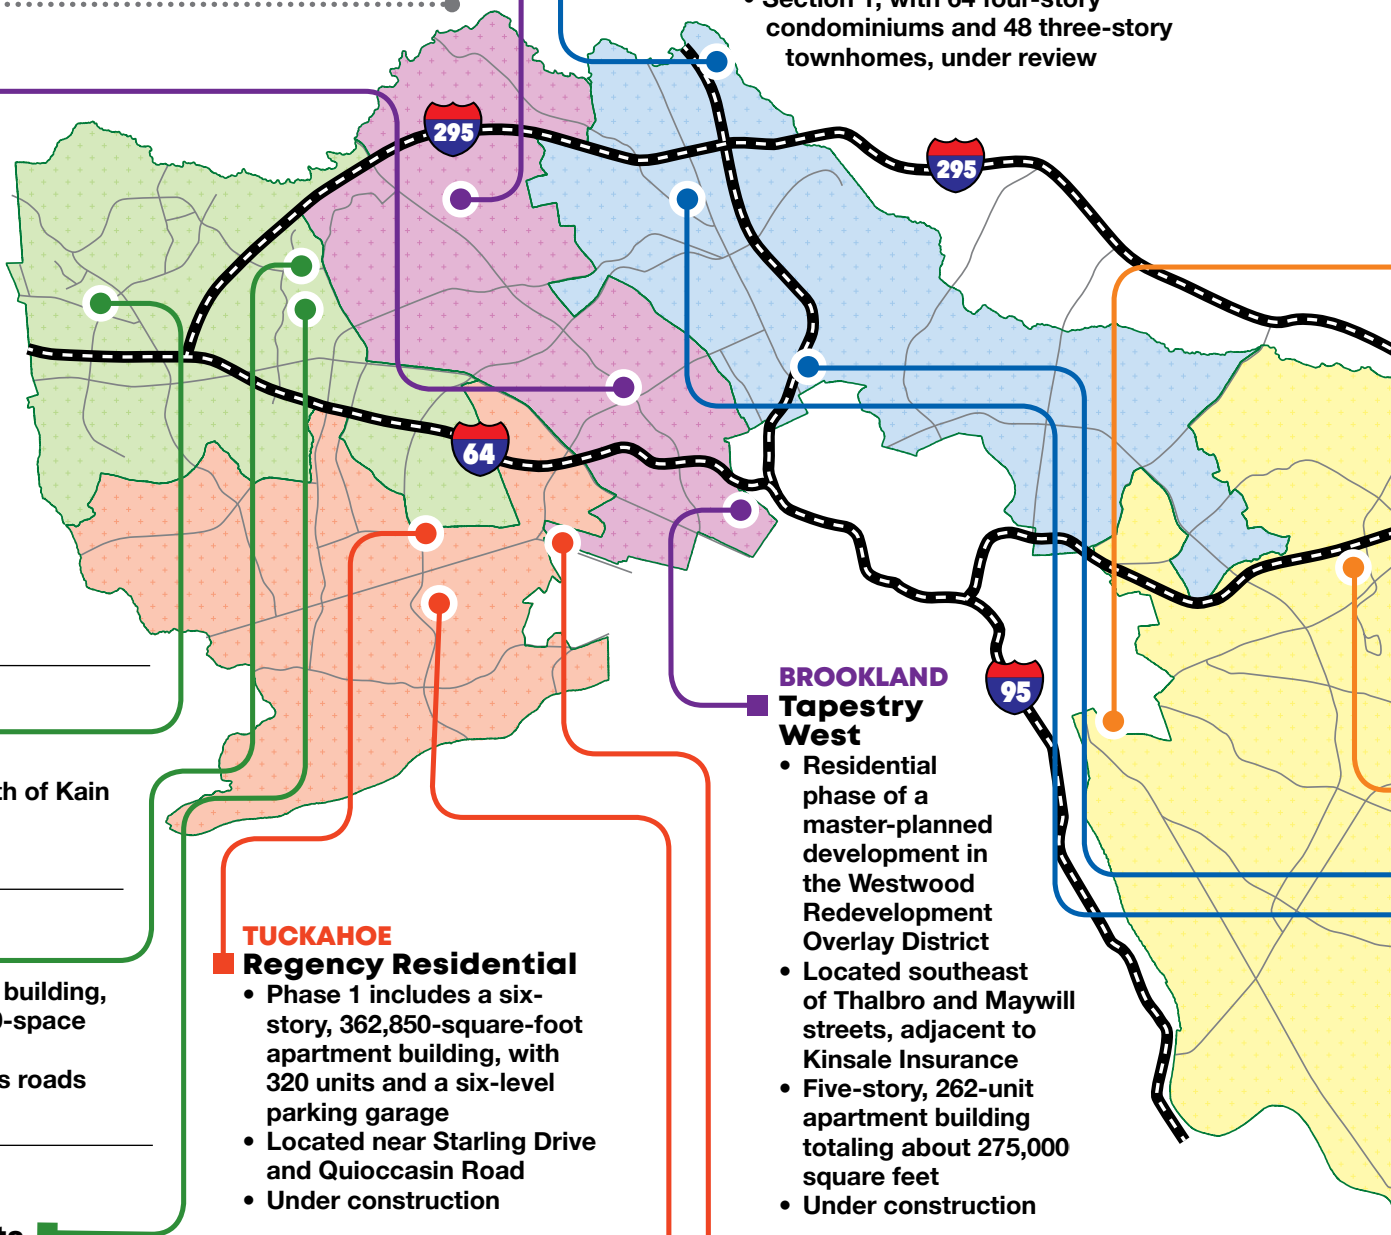 condominiums and 48 three-story
townhomes, under review
295
295
64
95
BROOKLAND
Tapestry
West
• Residential
phase of a
master-planned
development in
the Westwood
Redevelopment
Overlay District
• Located southeast
of Thalbro and Maywill
streets, adjacent to
Kinsale Insurance
• Five-story, 262-unit
apartment building
totaling about 275,000
square feet
• Under construction
of Kain
TUCKAHOE
Regency Residential
• Phase 1 includes a six-
story, 362,850-square-foot
apartment building, with
320 units and a six-level
parking garage
• Located near Starling Drive
and Quioccasin Road
• Under construction
building,
-space
s roads